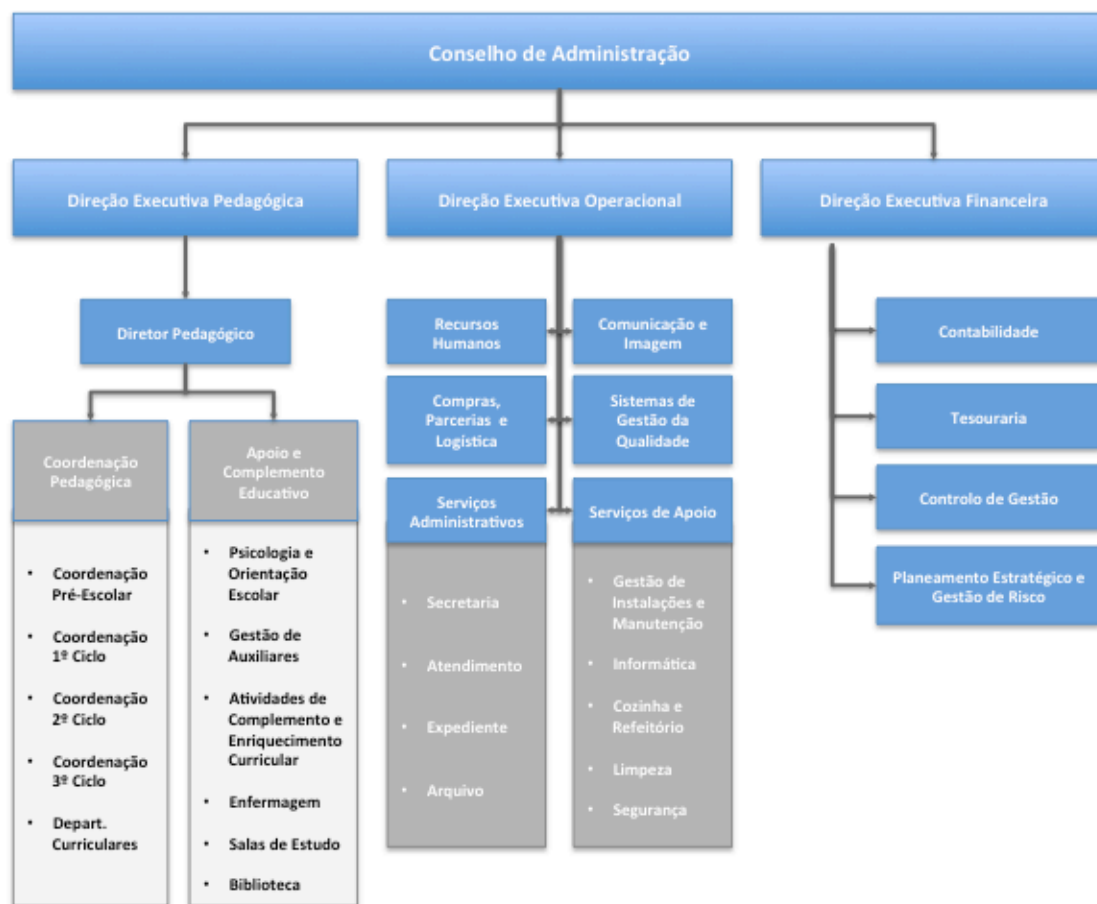 Conselho de Administração
Direção Executiva Pedagógica
Direção Executiva Operacional
Direção Executiva Financeira
Diretor Pedagógico
Coordenação
Pedagógica
Apoio e
Complemento
Educativo
• Coordenação
Pré-Escolar
• Coordenação
1º Ciclo
• Coordenação
2º Ciclo
• Coordenação
3º Ciclo
• Depart.
Curriculares
• Psicologia e
Orientação
Escolar
• Gestão de
Auxiliares
• Atividades de
Complemento e
Enriquecimento
Curricular
• Enfermagem
• Salas de Estudo
• Biblioteca
Recursos
Humanos
Comunicação e
Imagem
Compras,
Parcerias e
Logística
Sistemas de
Gestão da
Qualidade
Serviços
Administrativos
Serviços de Apoio
• Secretaria
• Atendimento
• Expediente
• Arquivo
• Gestão de
Instalações e
Manutenção
• Informática
• Cozinha e
Refeitório
• Limpeza
• Segurança
Contabilidade
Tesouraria
Controlo de Gestão
Planeamento Estratégico e
Gestão de Risco